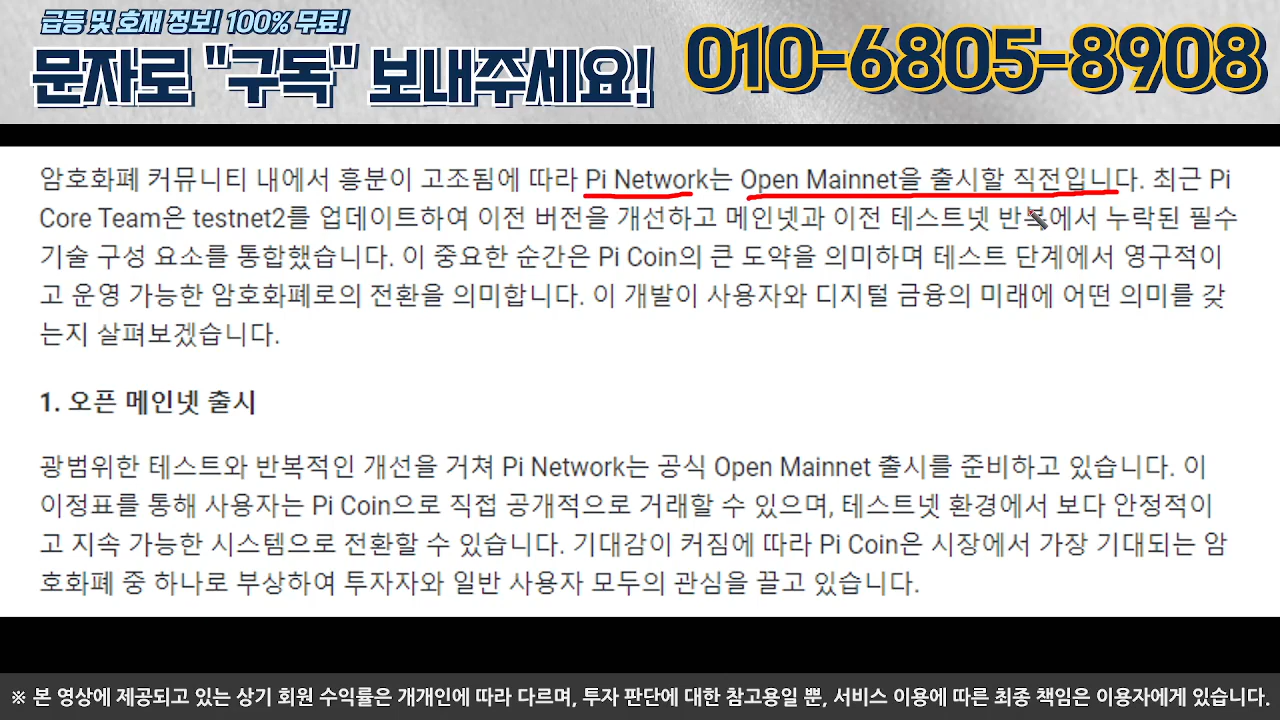 급등 및 호재 정보! 100% 무료!
문자로 "구독" 보내주세요!
010-6805-8908
암호화폐 커뮤니티 내에서 흥분이 고조됨에 따라 Pi Network는 Open Mainnet을 출시할 직전입니다. 최근 Pi
Core Team은 testnet2를 업데이트하여 이전 버전을 개선하고 메인넷과 이전 테스트넷 반복에서 누락된 필수
기술 구성 요소를 통합했습니다. 이 중요한 순간은 Pi Coin의 큰 도약을 의미하며 테스트 단계에서 영구적이
고 운영 가능한 암호화폐로의 전환을 의미합니다. 이 개발이 사용자와 디지털 금융의 미래에 어떤 의미를 갖
는지 살펴보겠습니다.
1. 오픈 메인넷 출시
광범위한 테스트와 반복적인 개선을 거쳐 Pi Network는 공식 Open Mainnet 출시를 준비하고 있습니다. 이
이정표를 통해 사용자는 Pi Coin으로 직접 공개적으로 거래할 수 있으며, 테스트넷 환경에서 보다 안정적이
고 지속 가능한 시스템으로 전환할 수 있습니다. 기대감이 커짐에 따라 Pi Coin은 시장에서 가장 기대되는 암
호화폐 중 하나로 부상하여 투자자와 일반 사용자 모두의 관심을 끌고 있습니다.
※ 본 영상에 제공되고 있는 상기 회원 수익률은 개개인에 따라 다르며, 투자 판단에 대한 참고용일 뿐, 서비스 이용에 따른 최종 책임은 이용자에게 있습니다.